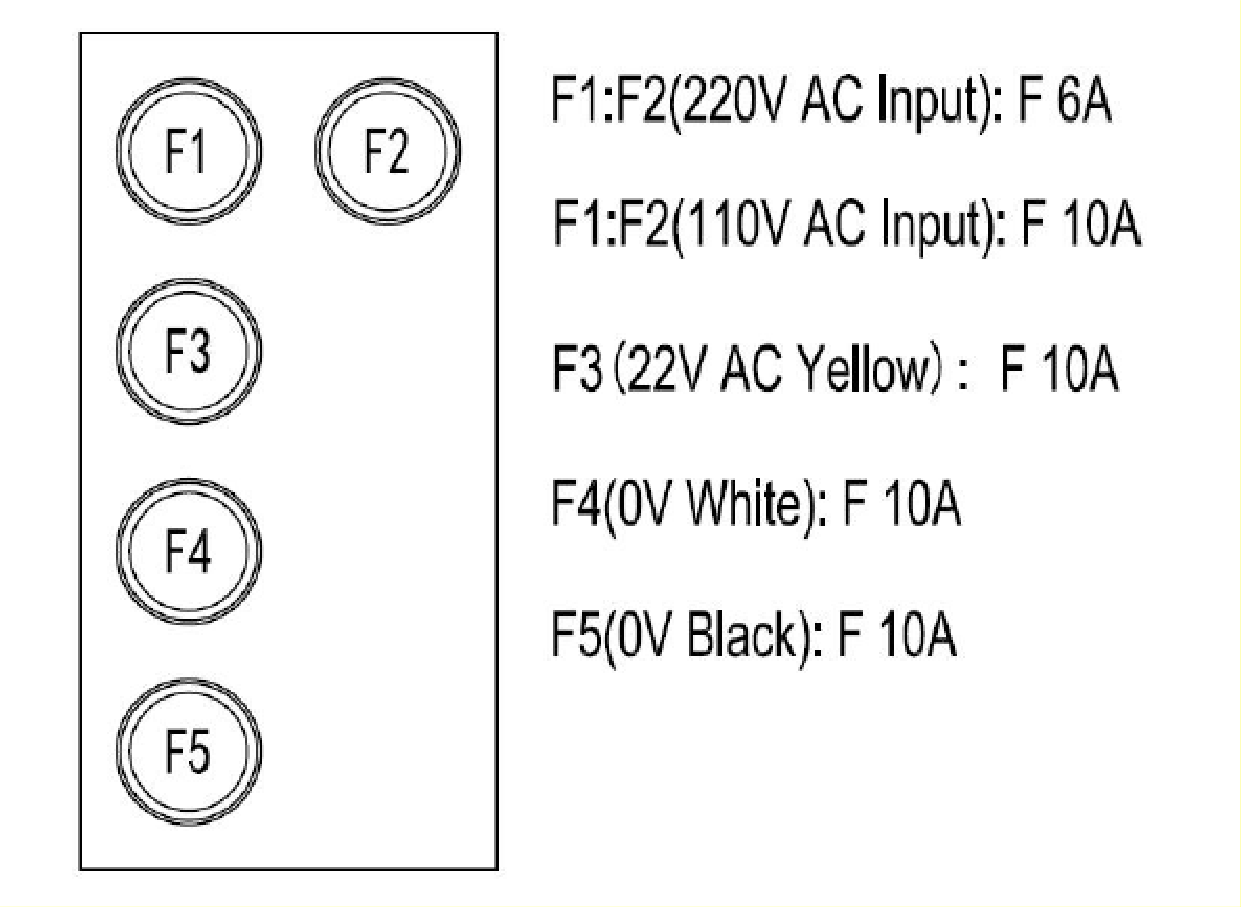 F1 F2
F3
F4
F5
F1:F2(220V AC Input): F 6A
F1:F2(110V AC Input): F 10A
F3(22V AC Yellow): F 10A
F4(0V White): F 10A
F5(0V Black): F 10A